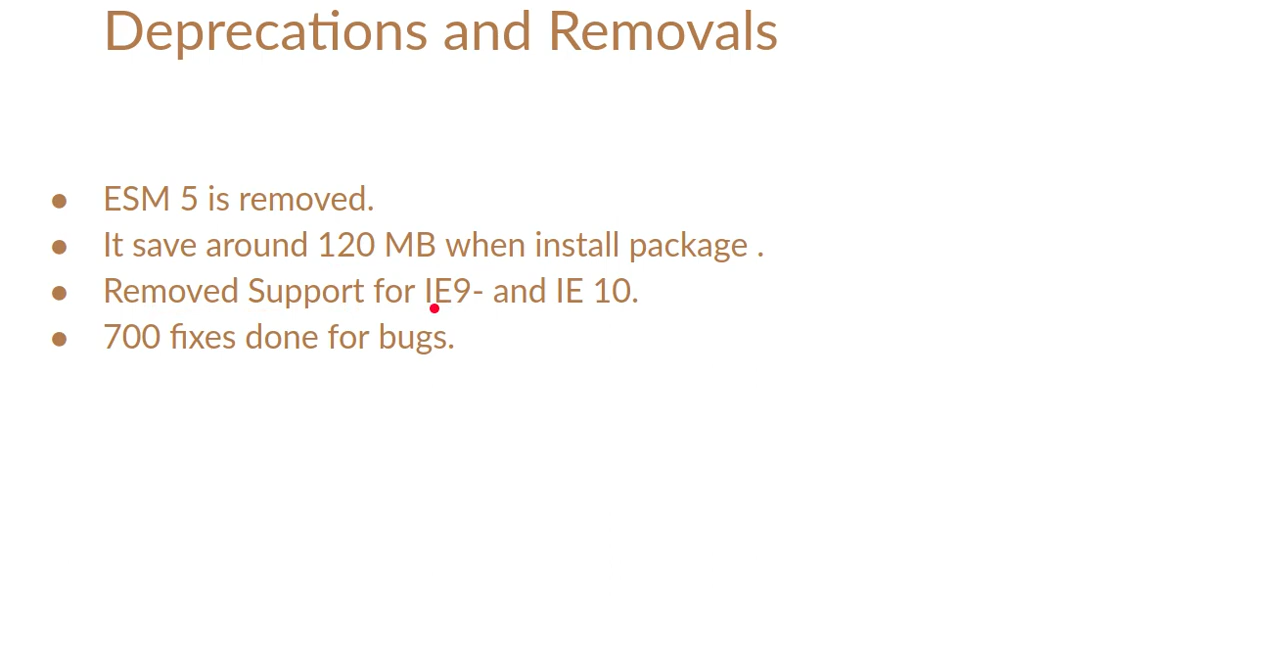 Deprecations and Removals
● ESM 5 is removed.
● It save around 120 MB when install package .
● Removed Support for IE9- and IE 10.
● 700 fixes done for bugs.